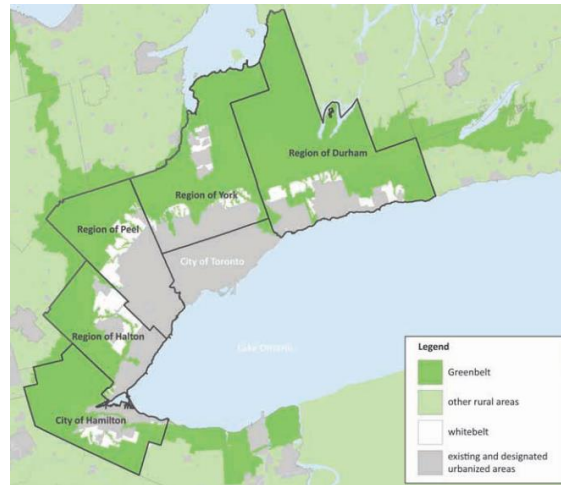 Region of Durham
Region of York
Region of Peel
City of Toronto
Region of Halton
Lake Ontario
City of Hamilton
Legend
Greenbelt
other rural areas
whitebelt
existing and designated
urbanized areas